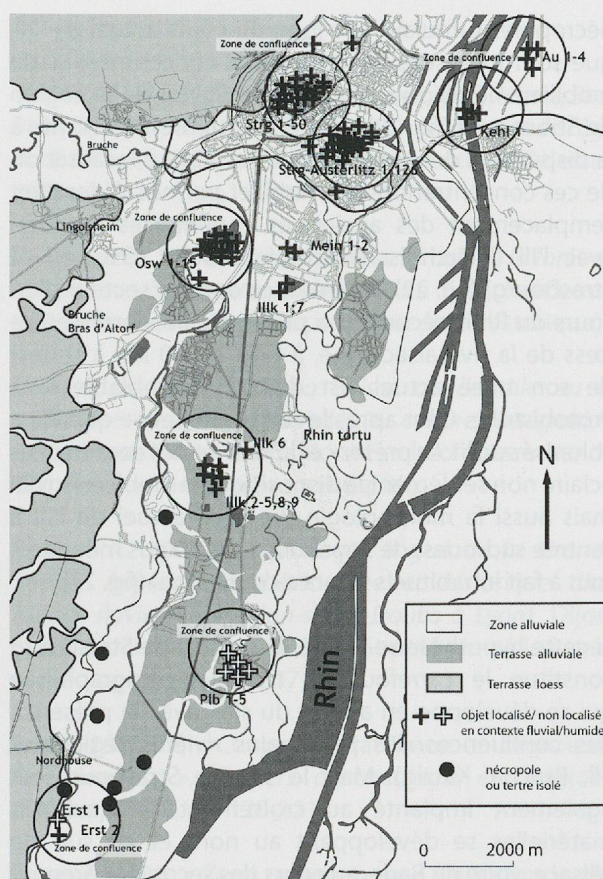 Zone de confluence
Zone de confluence ?
Au 1-4
Strg 1-50
Kehl 1
Bruche
Strg-Austerlitz 1-126
Lingolsheim
Zone de confluence
Osw 1-15
Mein 1-2
Illk 1;7
Bruche
Bras d'Altorf
Zone de confluence
Illk 6
Rhin tortu
Illk 2-5,8-9
N
Zone de confluence ?
Plb 1-5
Rhin
Nordhouse
Erst 1
Erst 2
Zone de confluence
Zone alluviale
Terrasse alluviale
Terrasse loess
objet localisé/ non localisé
en contexte fluvial/humide
nécropole
ou tertre isolé
0 2000 m